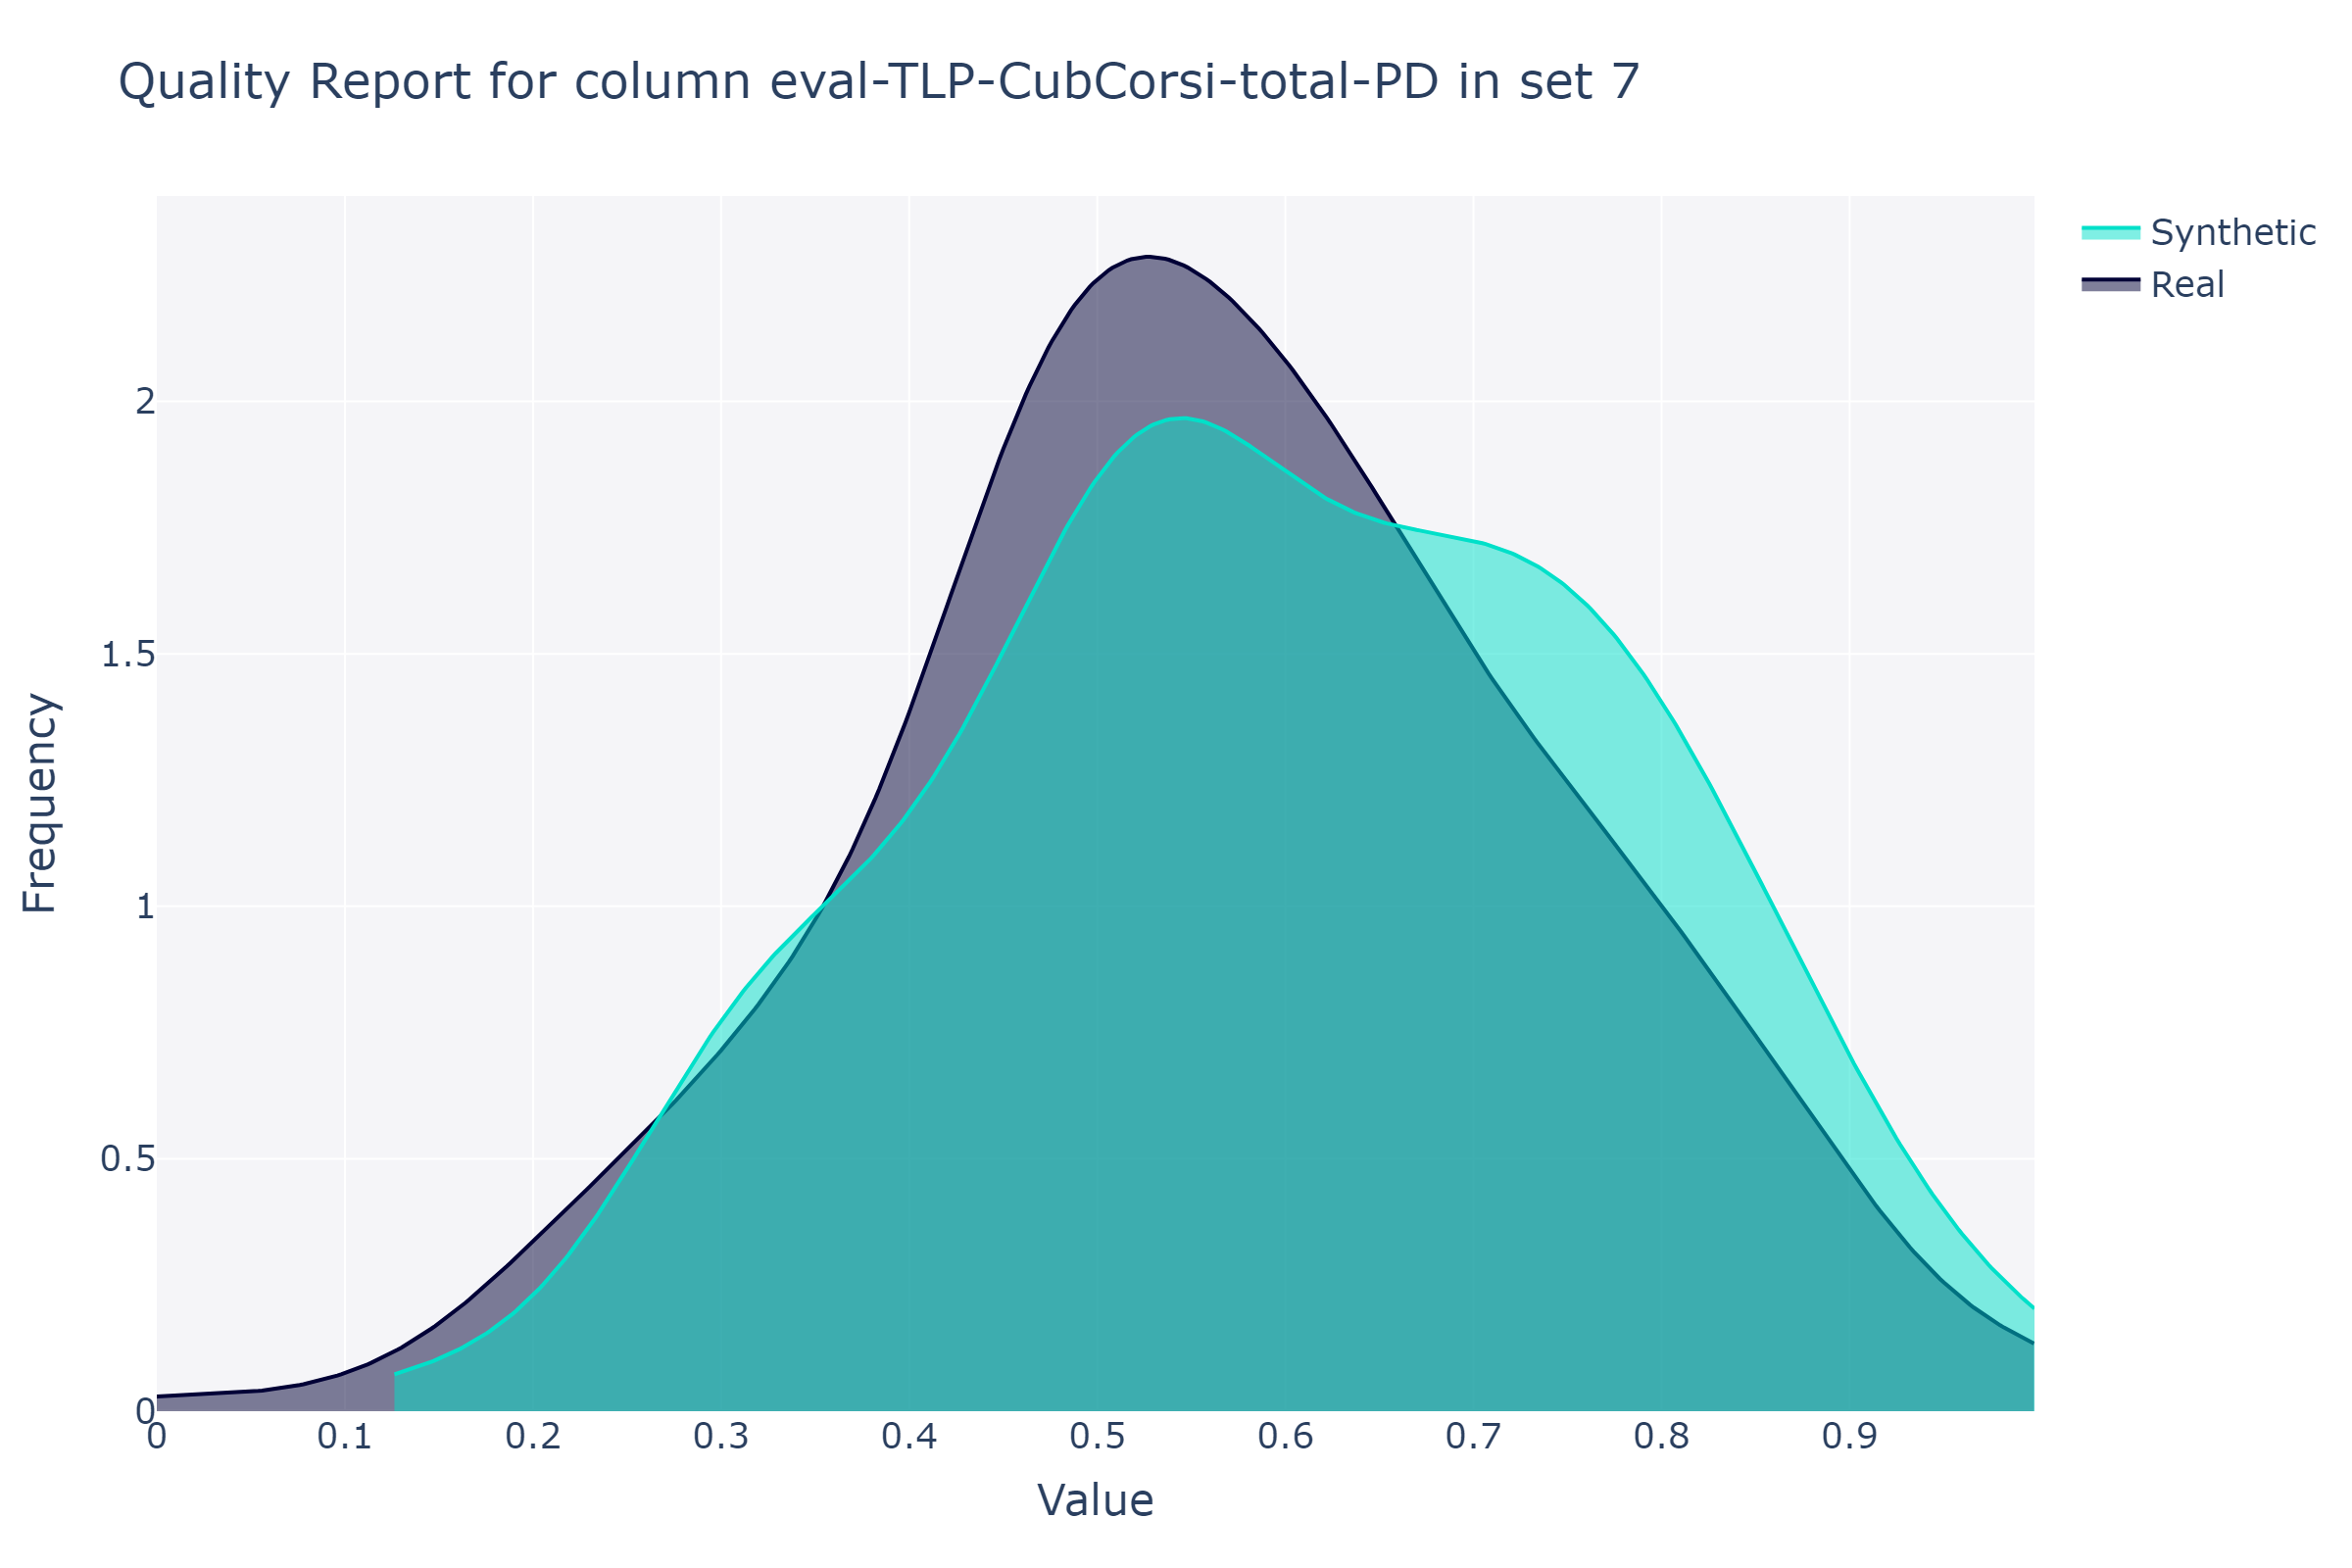 Quality Report for column eval-TLP-CubCorsi-total-PD in set 7
Synthetic
Real
Frequency
2
1.5
1
0.5
0
0 0.1 0.2 0.3 0.4 0.5 0.6 0.7 0.8 0.9
Value